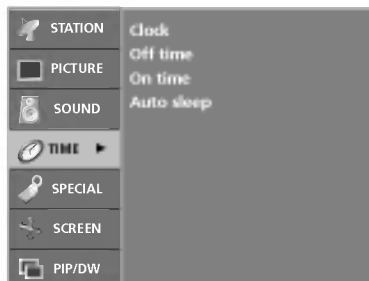 STATION
PICTURE
SOUND
TIME
SPECIAL
SCREEN
PIP/DW
Clock
Off time
On time
Auto sleep